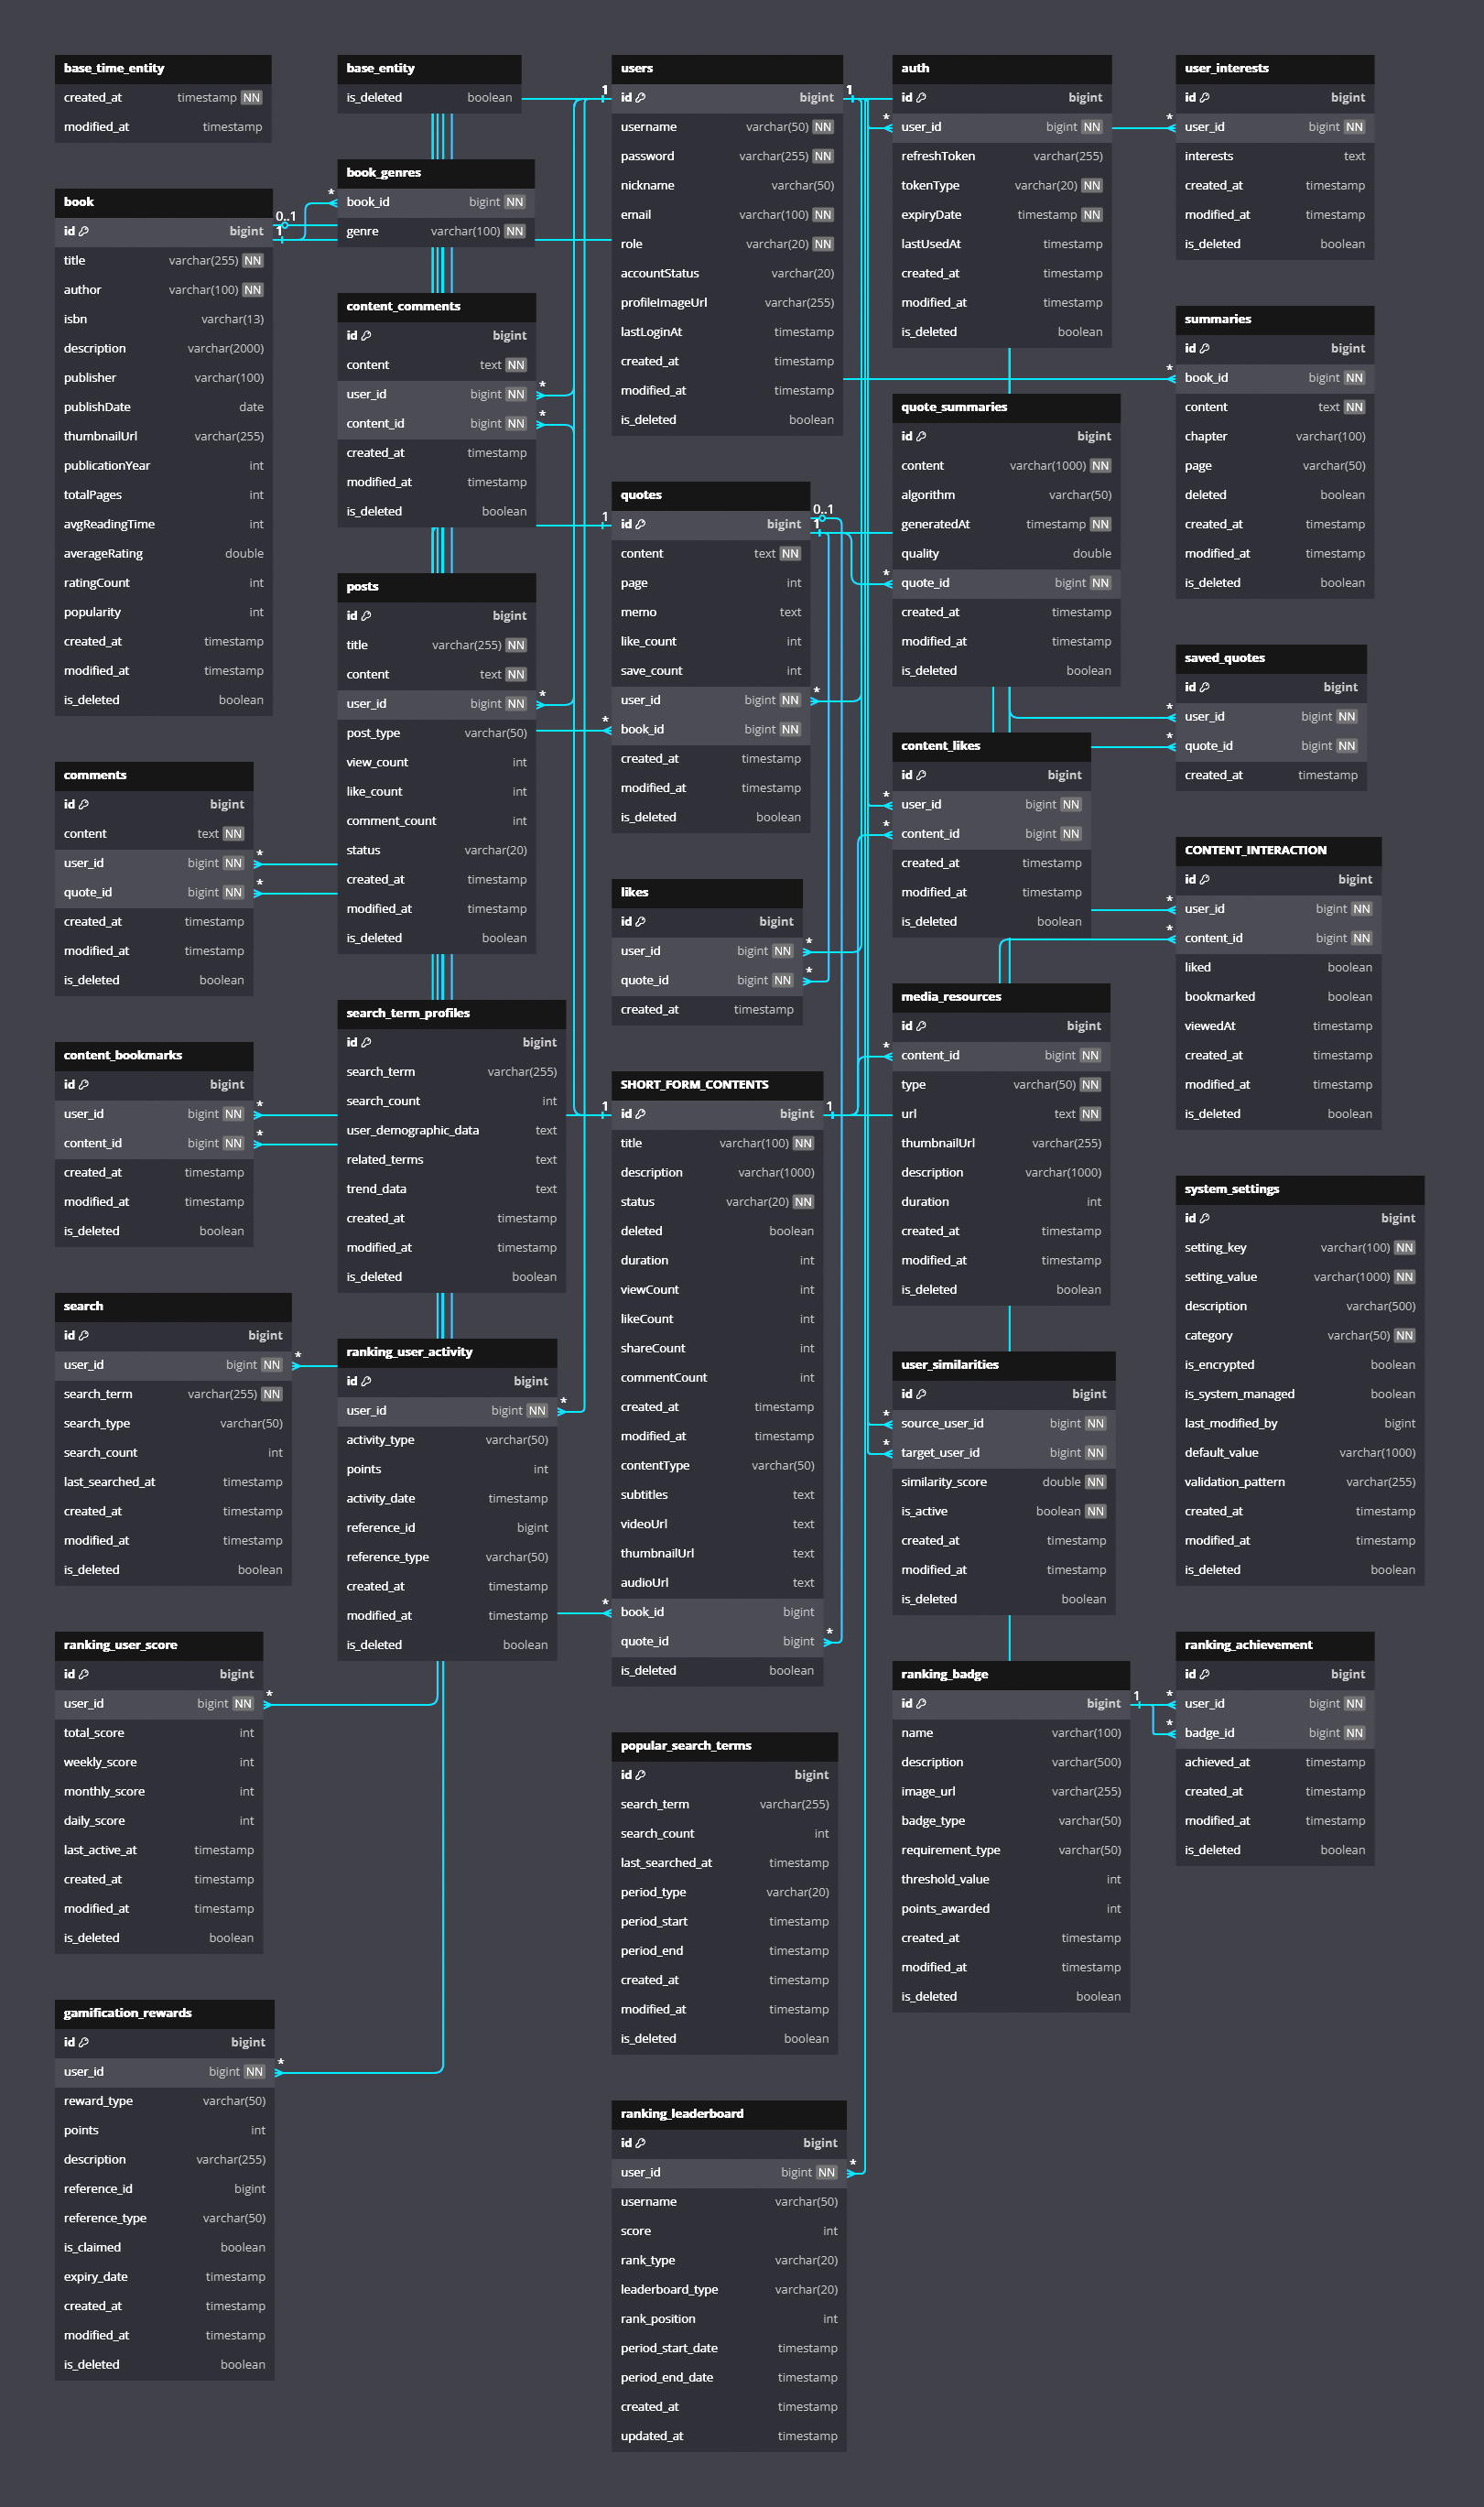 base_time_entity
created_at timestamp NN
modified_at timestamp
base_entity
is_deleted boolean
users
id bigint
username varchar(50) NN
password varchar(255) NN
nickname varchar(50)
email varchar(100) NN
role varchar(20) NN
accountStatus varchar(20)
profileImageUrl varchar(255)
lastLoginAt timestamp
created_at timestamp
modified_at timestamp
is_deleted boolean
1
1
auth
id bigint
user_id bigint NN
refreshToken varchar(255)
tokenType varchar(20) NN
expiryDate timestamp NN
lastUsedAt timestamp
created_at timestamp
modified_at timestamp
is_deleted boolean
*
user_interests
id bigint
user_id bigint NN
interests text
created_at timestamp
modified_at timestamp
is_deleted boolean
*
book
id bigint
title varchar(255) NN
author varchar(100) NN
isbn varchar(13)
description varchar(2000)
publisher varchar(100)
publishDate date
thumbnailUrl varchar(255)
publicationYear int
totalPages int
avgReadingTime int
averageRating double
ratingCount int
popularity int
created_at timestamp
modified_at timestamp
is_deleted boolean
0..1
1
book_genres
book_id bigint NN
genre varchar(100) NN
*
content_comments
id bigint
content text NN
user_id bigint NN
content_id bigint NN
created_at timestamp
modified_at timestamp
is_deleted boolean
*
*
summaries
id bigint
book_id bigint NN
content text NN
chapter varchar(100)
page varchar(50)
deleted boolean
created_at timestamp
modified_at timestamp
is_deleted boolean
*
quote_summaries
id bigint
content varchar(1000) NN
algorithm varchar(50)
generatedAt timestamp NN
quality double
quote_id bigint NN
created_at timestamp
modified_at timestamp
is_deleted boolean
*
quotes
id bigint
content text NN
page int
memo text
like_count int
save_count int
user_id bigint NN
book_id bigint NN
created_at timestamp
modified_at timestamp
is_deleted boolean
1
0..1
1
*
*
posts
id bigint
title varchar(255) NN
content text NN
user_id bigint NN
post_type varchar(50)
view_count int
like_count int
comment_count int
status varchar(20)
created_at timestamp
modified_at timestamp
is_deleted boolean
*
saved_quotes
id bigint
user_id bigint NN
quote_id bigint NN
created_at timestamp
*
*
content_likes
id bigint
user_id bigint NN
content_id bigint NN
created_at timestamp
modified_at timestamp
is_deleted boolean
*
*
comments
id bigint
content text NN
user_id bigint NN
quote_id bigint NN
created_at timestamp
modified_at timestamp
is_deleted boolean
*
*
likes
id bigint
user_id bigint NN
quote_id bigint NN
created_at timestamp
*
*
CONTENT_INTERACTION
id bigint
user_id bigint NN
content_id bigint NN
liked boolean
bookmarked boolean
viewedAt timestamp
created_at timestamp
modified_at timestamp
is_deleted boolean
*
*
media_resources
id bigint
content_id bigint NN
type varchar(50) NN
url text NN
thumbnailUrl varchar(255)
description varchar(1000)
duration int
created_at timestamp
modified_at timestamp
is_deleted boolean
*
search_term_profiles
id bigint
search_term varchar(255)
search_count int
user_demographic_data text
related_terms text
trend_data text
created_at timestamp
modified_at timestamp
is_deleted boolean
content_bookmarks
id bigint
user_id bigint NN
content_id bigint NN
created_at timestamp
modified_at timestamp
is_deleted boolean
*
*
SHORT_FORM_CONTENTS
id bigint
title varchar(100) NN
description varchar(1000)
status varchar(20) NN
deleted boolean
duration int
viewCount int
likeCount int
shareCount int
commentCount int
created_at timestamp
modified_at timestamp
contentType varchar(50)
subtitles text
videoUrl text
thumbnailUrl text
audioUrl text
book_id bigint
quote_id bigint
is_deleted boolean
1
1
*
*
system_settings
id bigint
setting_key varchar(100) NN
setting_value varchar(1000) NN
description varchar(500)
category varchar(50) NN
is_encrypted boolean
is_system_managed boolean
last_modified_by bigint
default_value varchar(1000)
validation_pattern varchar(255)
created_at timestamp
modified_at timestamp
is_deleted boolean
search
id bigint
user_id bigint NN
search_term varchar(255) NN
search_type varchar(50)
search_count int
last_searched_at timestamp
created_at timestamp
modified_at timestamp
is_deleted boolean
*
ranking_user_activity
id bigint
user_id bigint NN
activity_type varchar(50)
points int
activity_date timestamp
reference_id bigint
reference_type varchar(50)
created_at timestamp
modified_at timestamp
is_deleted boolean
*
user_similarities
id bigint
source_user_id bigint NN
target_user_id bigint NN
similarity_score double NN
is_active boolean NN
created_at timestamp
modified_at timestamp
is_deleted boolean
*
*
ranking_user_score
id bigint
user_id bigint NN
total_score int
weekly_score int
monthly_score int
daily_score int
last_active_at timestamp
created_at timestamp
modified_at timestamp
is_deleted boolean
*
ranking_badge
id bigint
name varchar(100)
description varchar(500)
image_url varchar(255)
badge_type varchar(50)
requirement_type varchar(50)
threshold_value int
points_awarded int
created_at timestamp
modified_at timestamp
is_deleted boolean
1
ranking_achievement
id bigint
user_id bigint NN
badge_id bigint NN
achieved_at timestamp
created_at timestamp
modified_at timestamp
is_deleted boolean
*
*
popular_search_terms
id bigint
search_term varchar(255)
search_count int
last_searched_at timestamp
period_type varchar(20)
period_start timestamp
period_end timestamp
created_at timestamp
modified_at timestamp
is_deleted boolean
gamification_rewards
id bigint
user_id bigint NN
reward_type varchar(50)
points int
description varchar(255)
reference_id bigint
reference_type varchar(50)
is_claimed boolean
expiry_date timestamp
created_at timestamp
modified_at timestamp
is_deleted boolean
*
ranking_leaderboard
id bigint
user_id bigint NN
username varchar(50)
score int
rank_type varchar(20)
leaderboard_type varchar(20)
rank_position int
period_start_date timestamp
period_end_date timestamp
created_at timestamp
updated_at timestamp
*